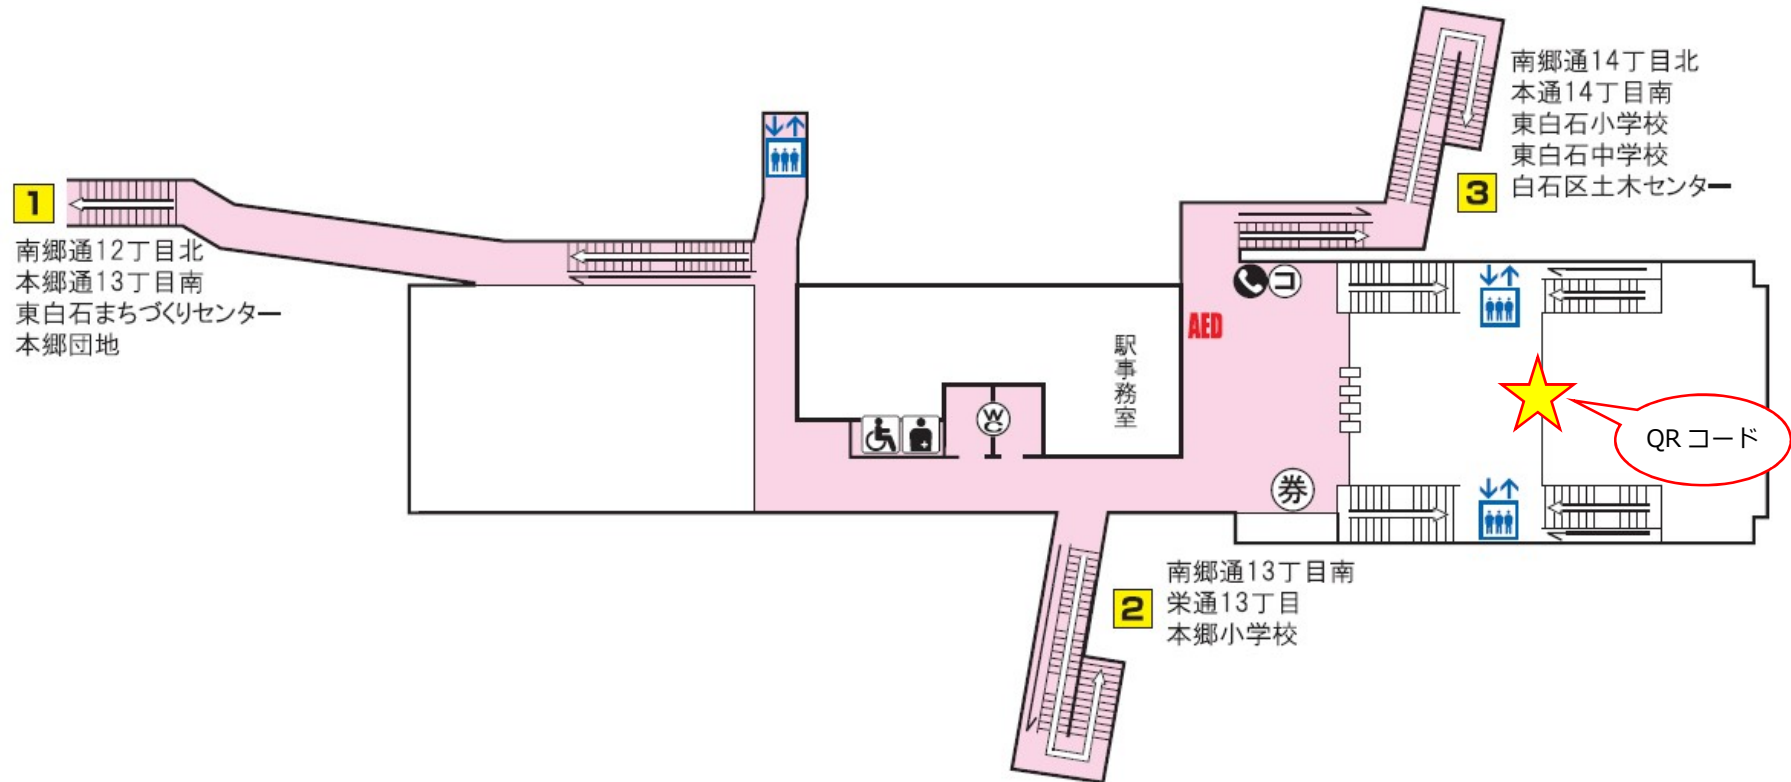 1
南郷通12丁目北
本郷通13丁目南
東白石まちづくりセンター
本郷団地
南郷通14丁目北
本通14丁目南
東白石小学校
東白石中学校
白石区土木センター
3
コ
AED
駅事務室
WC
券
QRコード
2
南郷通13丁目南
栄通13丁目
本郷小学校